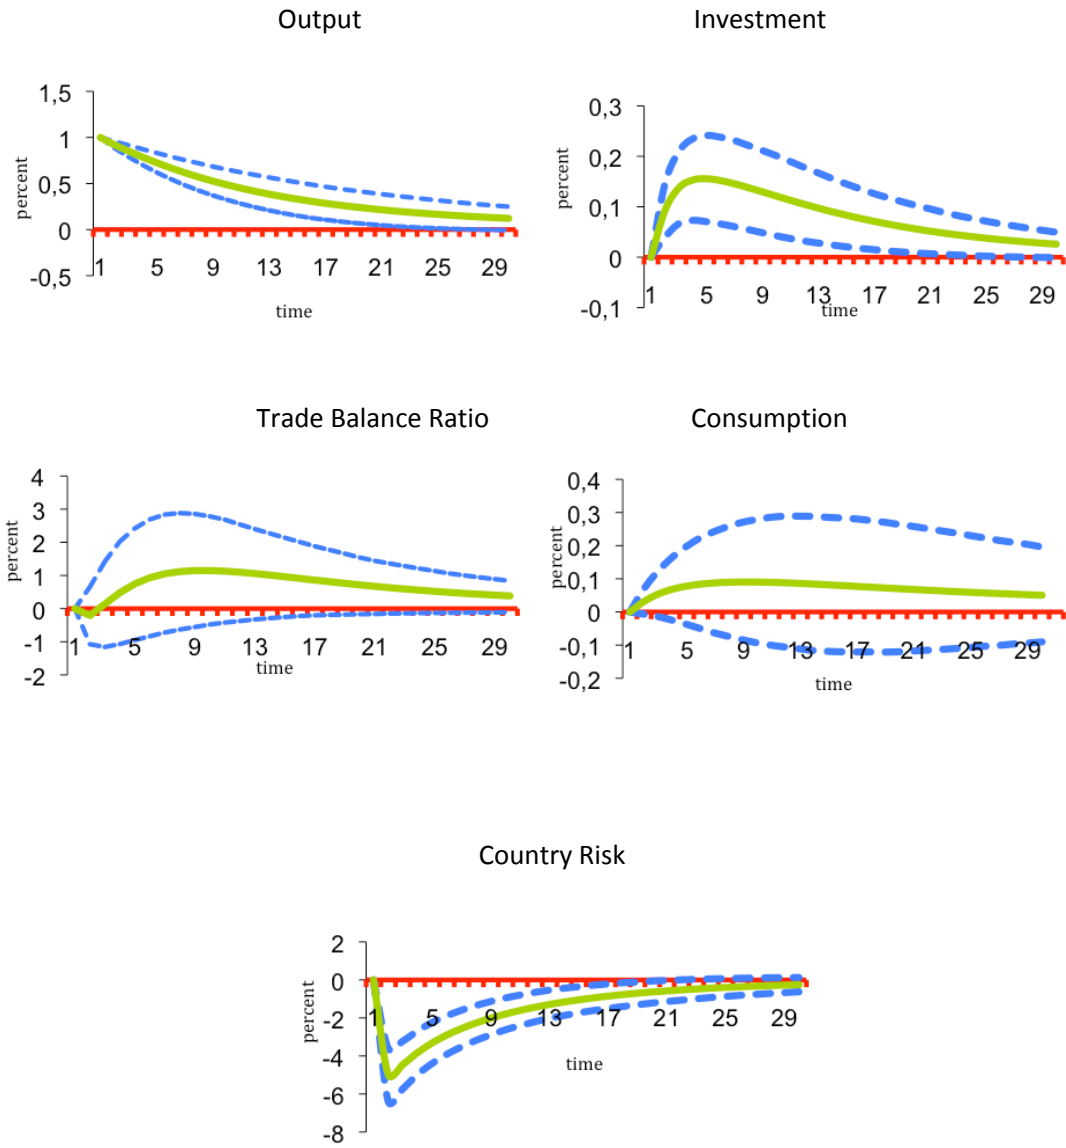 Output
1,5
1
0,5
0
-0,5
percent
1 5 9 13 17 21 25 29
time
Investment
0,3
0,2
0,1
0
-0,1
percent
1 5 9 13 17 21 25 29
time
Trade Balance Ratio
4
3
2
1
0
-1
-2
percent
1 5 9 13 17 21 25 29
time
Consumption
0,4
0,3
0,2
0,1
0
-0,1
-0,2
percent
1 5 9 13 17 21 25 29
time
Country Risk
2
0
-2
-4
-6
-8
percent
1 5 9 13 17 21 25 29
time